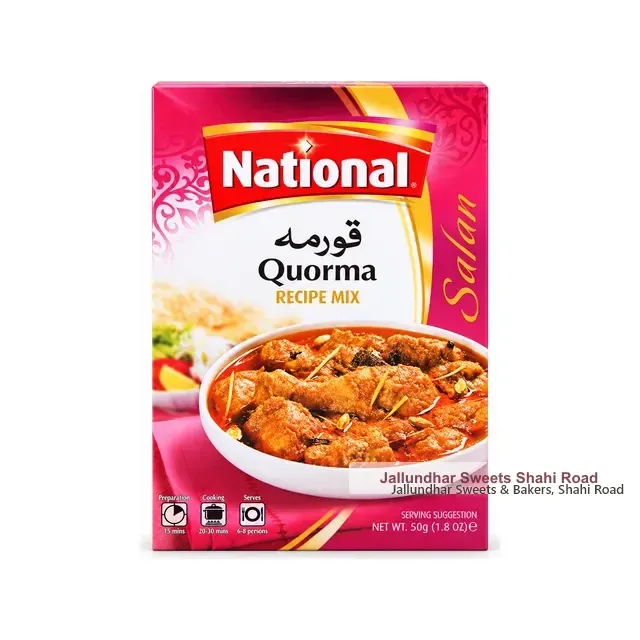 National
Salan
قورمه
Quorma
RECIPE MIX
Jallundhar Sweets Shahi Road
Jallundhar Sweets & Bakers, Shahi Road
Preparation
15 mins
Cooking
20-30 mins
Serves
6-8 persons
SERVING SUGGESTION
NET WT. 50g (1.8 OZ)e